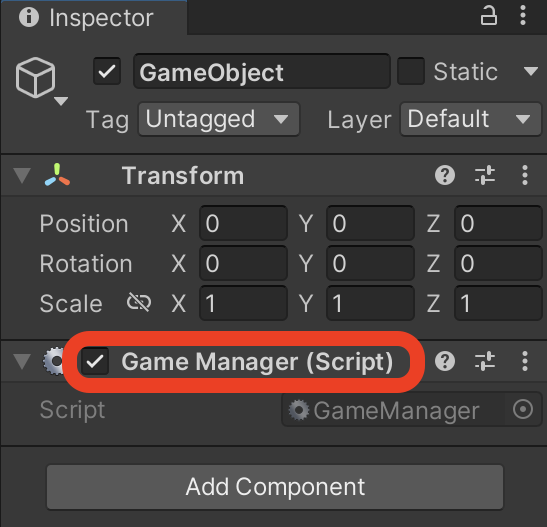 Inspector
GameObject Static
Tag Untagged Layer Default
Transform
Position X 0 Y 0 Z 0
Rotation X 0 Y 0 Z 0
Scale X 1 Y 1 Z 1
Game Manager (Script)
Script GameManager
Add Component